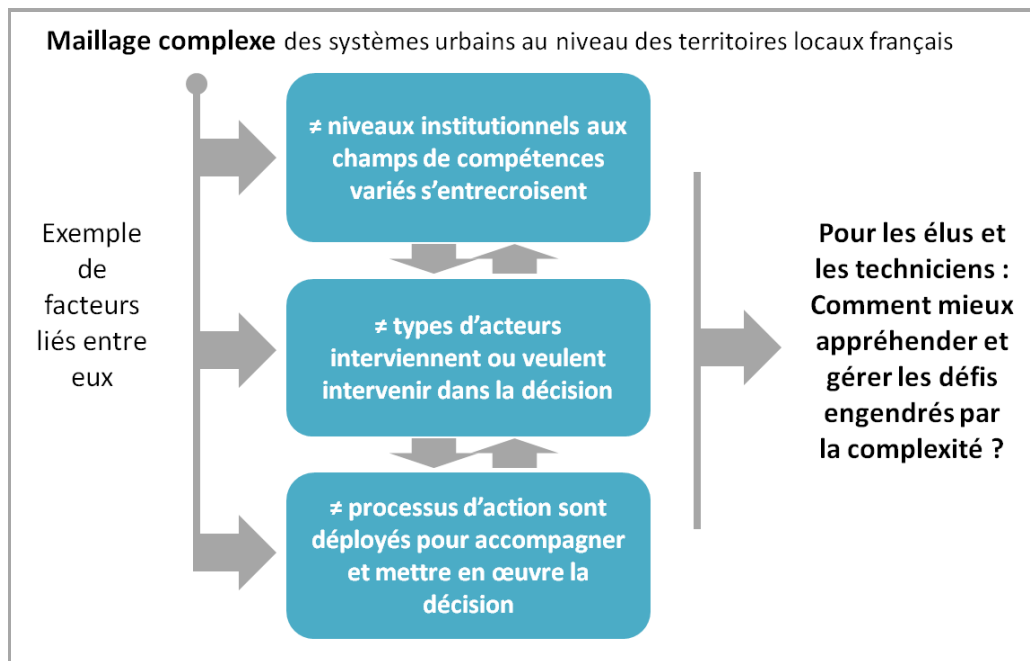 Maillage complexe des systèmes urbains au niveau des territoires locaux français
Exemple
de
facteurs
liés entre
eux
≠ niveaux institutionnels aux
champs de compétences
variés s'entrecroisent
≠ types d'acteurs
interviennent ou veulent
intervenir dans la décision
≠ processus d'action sont
déployés pour accompagner
et mettre en œuvre la
décision
Pour les élus et
les techniciens :
Comment mieux
appréhender et
gérer les défis
engendrés par
la complexité ?